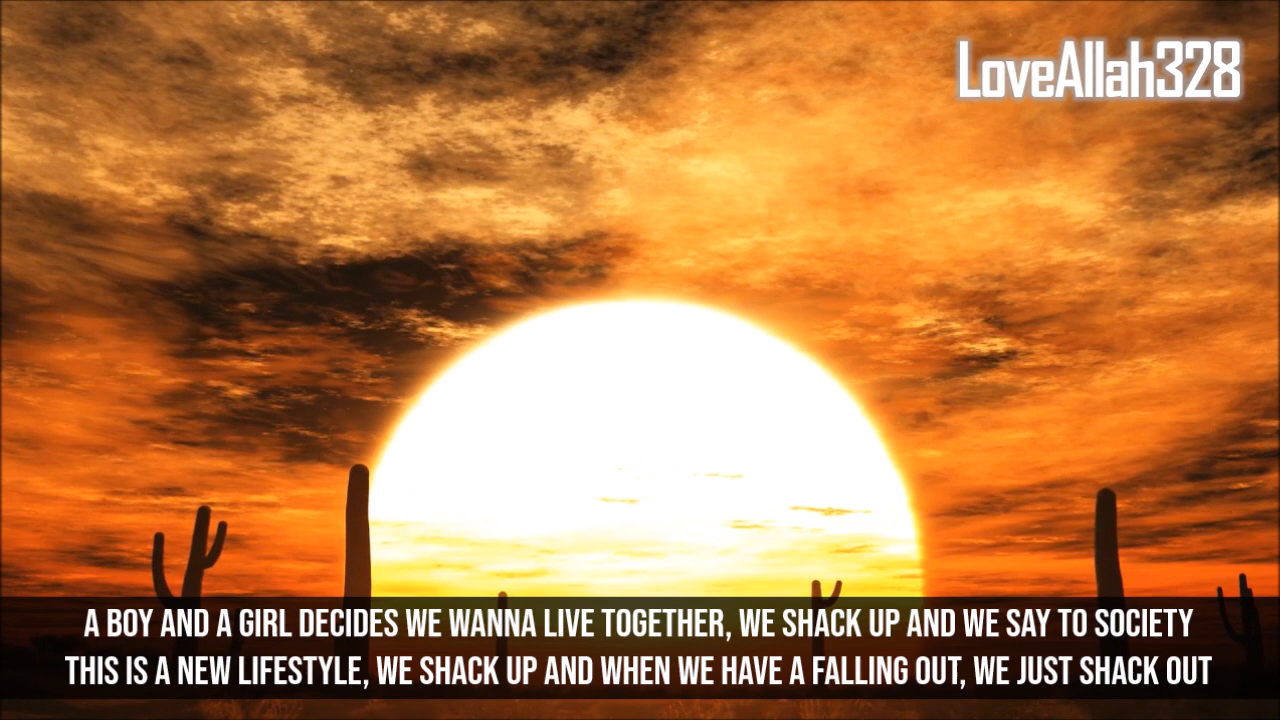 LoveAllah328
A BOY AND A GIRL DECIDES WE WANNA LIVE TOGETHER, WE SHACK UP AND WE SAY TO SOCIETY
THIS IS A NEW LIFESTYLE, WE SHACK UP AND WHEN WE HAVE A FALLING OUT, WE JUST SHACK OUT